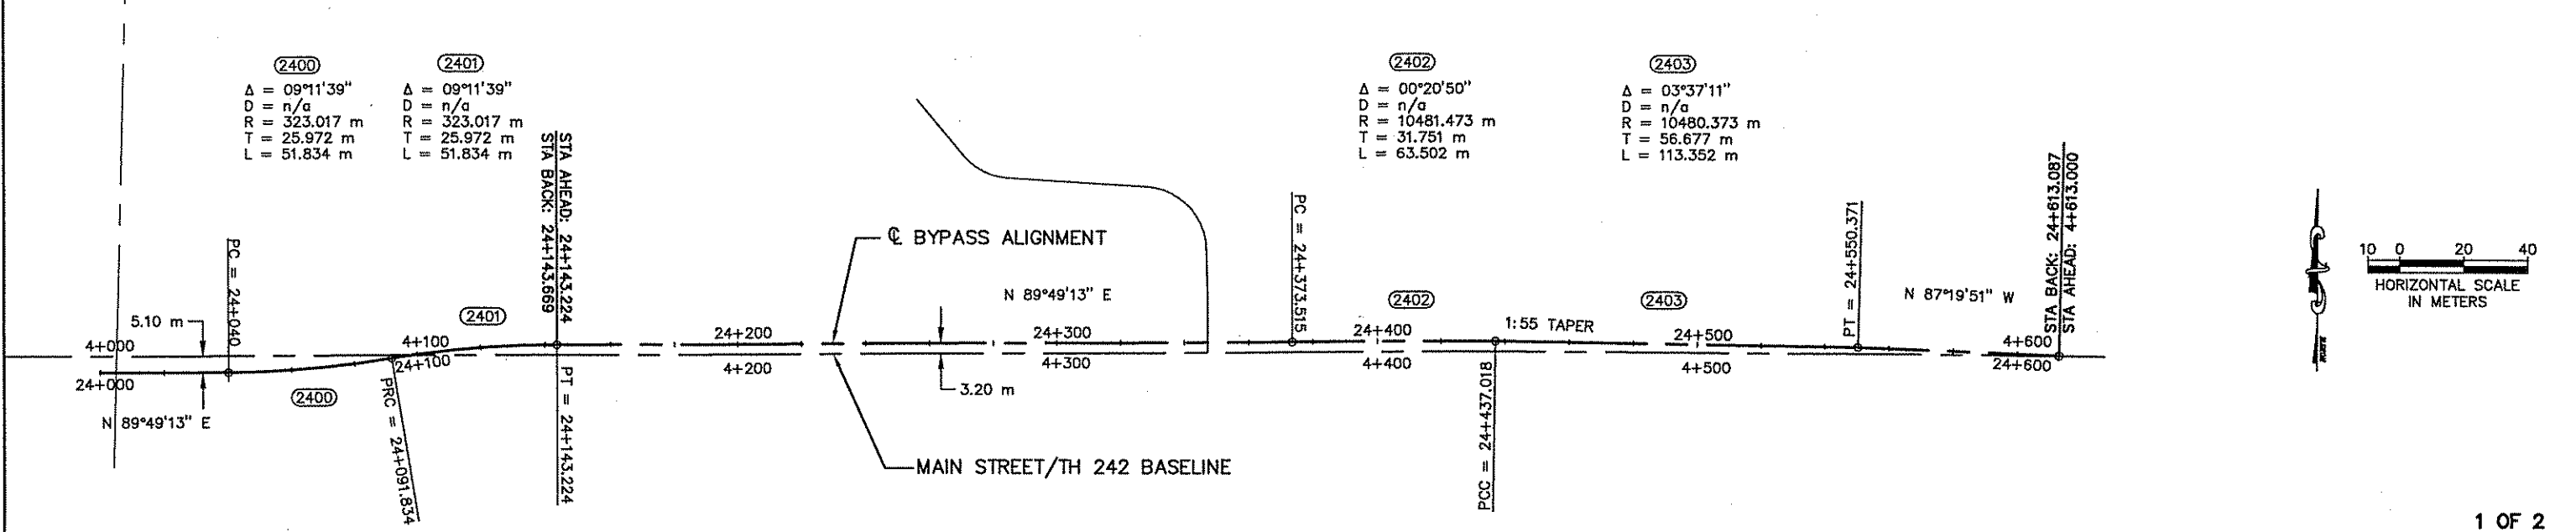 2400
Δ = 09°11'39"
D = n/a
R = 323.017 m
T = 25.972 m
L = 51.834 m
2401
Δ = 09°11'39"
D = n/a
R = 323.017 m
T = 25.972 m
L = 51.834 m
2402
Δ = 00°20'50"
D = n/a
R = 10481.473 m
T = 31.751 m
L = 63.502 m
2403
Δ = 03°37'11"
D = n/a
R = 10480.373 m
T = 56.677 m
L = 113.352 m
STA AHEAD: 24+143.224
STA BACK: 24+143.669
STA BACK: 24+613.087
STA AHEAD: 4+613.000
PC = 24+040
℄ BYPASS ALIGNMENT
PC = 24+373.515
PT = 24+550.371
N 89°49'13" E
N 87°19'51" W
10 0 20 40
HORIZONTAL SCALE
IN METERS
5.10 m
2401
2402
2403
1:55 TAPER
4+000
4+100
24+200
24+300
24+400
24+500
4+600
24+000
24+100
4+200
4+300
4+400
4+500
24+600
2400
3.20 m
N 89°49'13" E
PRC = 24+091.834
PT = 24+143.224
PCC = 24+437.018
MAIN STREET/TH 242 BASELINE
1 OF 2